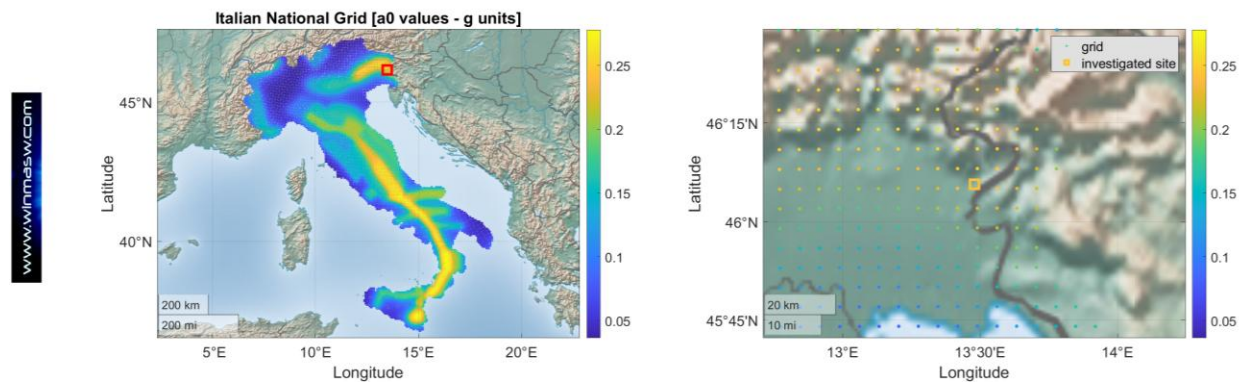 www.winmasw.com
Italian National Grid [a0 values - g units]
Latitude
45°N
40°N
200 km
200 mi
5°E
10°E
15°E
20°E
Longitude
0.25
0.2
0.15
0.1
0.05
grid
investigated site
Latitude
46°15'N
46°N
45°45'N
20 km
10 mi
13°E
13°30'E
14°E
Longitude
0.25
0.2
0.15
0.1
0.05